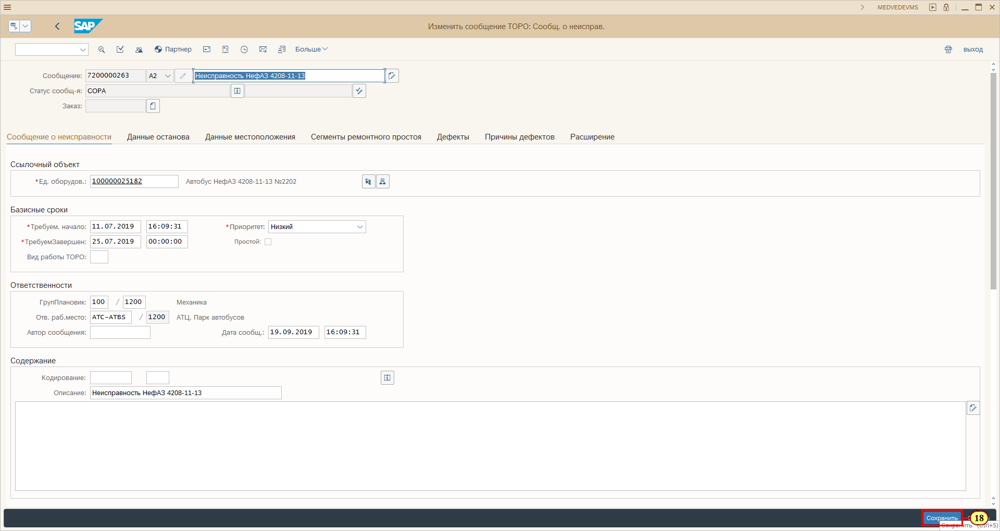 MEDVEDEVMS
SAP
Изменить сообщение ТОРО: Сообщ. о неисправ.
Партнер
Больше
выход
Сообщение: 7200000263 A2 Неисправность НефАЗ 4208-11-13
Статус сообщ-я: СОРА
Заказ:
Сообщение о неисправности Данные останова Данные местоположения Сегменты ремонтного простоя Дефекты Причины дефектов Расширение
Ссылочный объект
*Ед. оборудов.: 100000025182 Автобус НефАЗ 4208-11-13 №2202
Базисные сроки
*Требуем. начало: 11.07.2019 16:09:31 *Приоритет: Низкий
*ТребуемЗавершен: 25.07.2019 00:00:00 Простой:
Вид работы ТОРО:
Ответственности
ГрупПлановик: 100 / 1200 Механика
Отв. раб.место: ATC-ATBS / 1200 АТЦ. Парк автобусов
Автор сообщения: Дата сообщ.: 19.09.2019 16:09:31
Содержание
Кодирование:
Описание: Неисправность НефАЗ 4208-11-13
Сохранить 18
Сохранить (Ctrl+S)